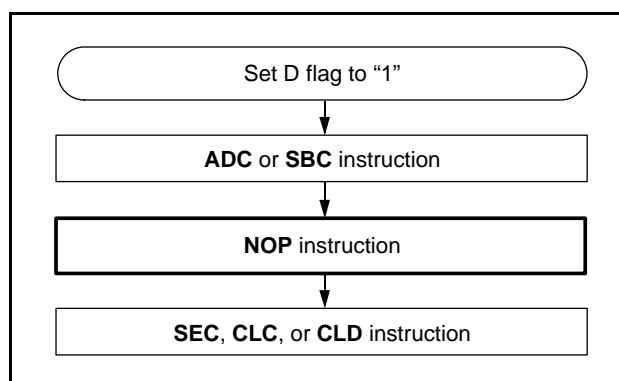 Set D flag to “1”
ADC or SBC instruction
NOP instruction
SEC, CLC, or CLD instruction